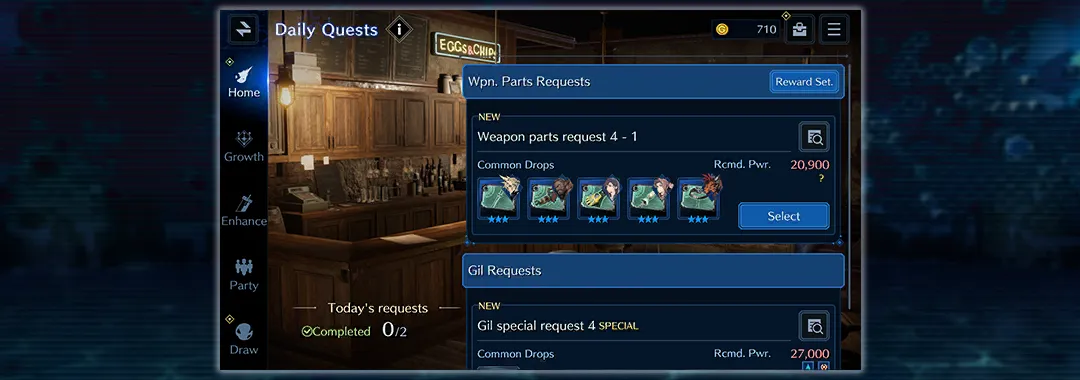 Daily Quests
i
710
EGGS&CHIPS
Home
Growth
Enhance
Party
Draw
Today's requests
Completed 0/2
Wpn. Parts Requests
Reward Set.
NEW
Weapon parts request 4 - 1
Common Drops
Rcmd. Pwr. 20,900
?
Select
Gil Requests
NEW
Gil special request 4 SPECIAL
Common Drops
Rcmd. Pwr. 27,000